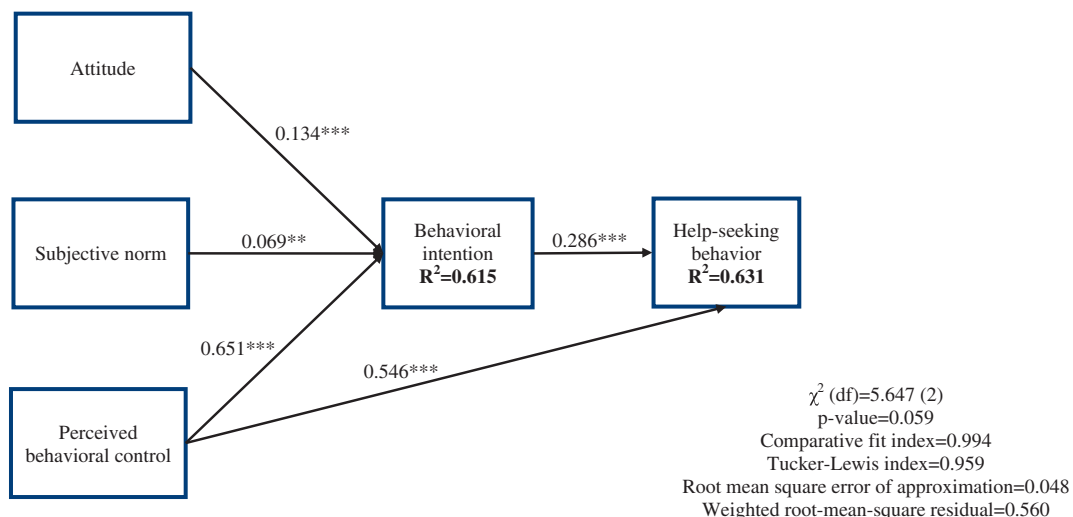 Attitude
0.134***
Subjective norm
0.069**
Behavioral
intention
R²=0.615
0.286***
Help-seeking
behavior
R²=0.631
0.651***
0.546***
Perceived
behavioral control
χ² (df)=5.647 (2)
p-value=0.059
Comparative fit index=0.994
Tucker-Lewis index=0.959
Root mean square error of approximation=0.048
Weighted root-mean-square residual=0.560